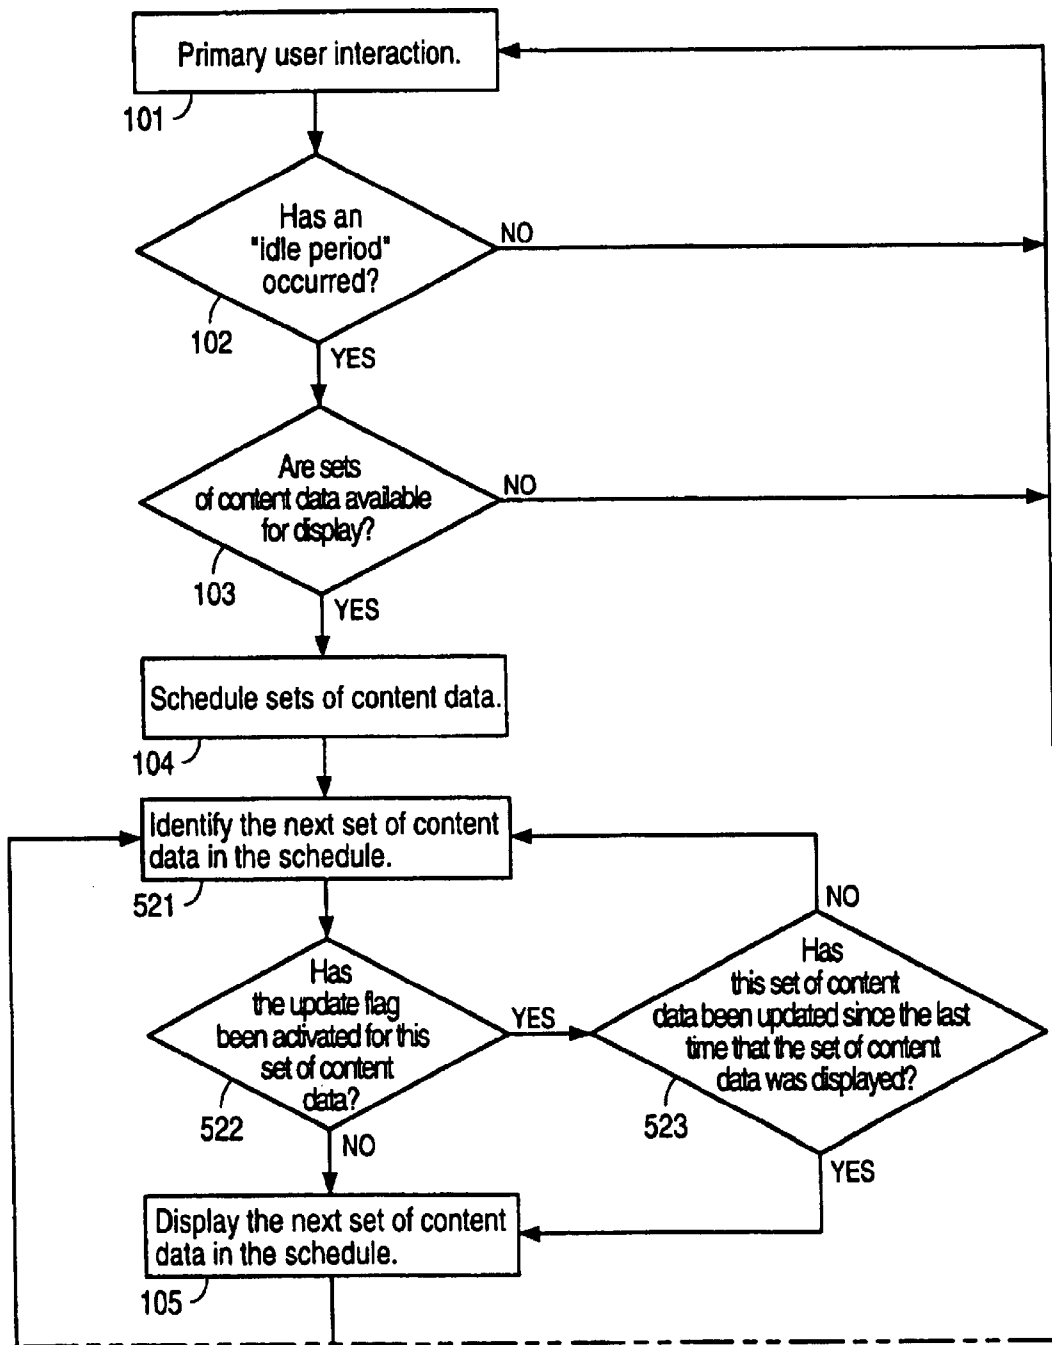 Primary user interaction.
101
Has an
"idle period"
occurred?
NO
102
YES
Are sets
of content data available
for display?
NO
103
YES
Schedule sets of content data.
104
Identify the next set of content
data in the schedule.
521
NO
Has
the update flag
been activated for this
set of content
data?
YES
522
NO
Has
this set of content
data been updated since the last
time that the set of content
data was displayed?
523
YES
Display the next set of content
data in the schedule.
105